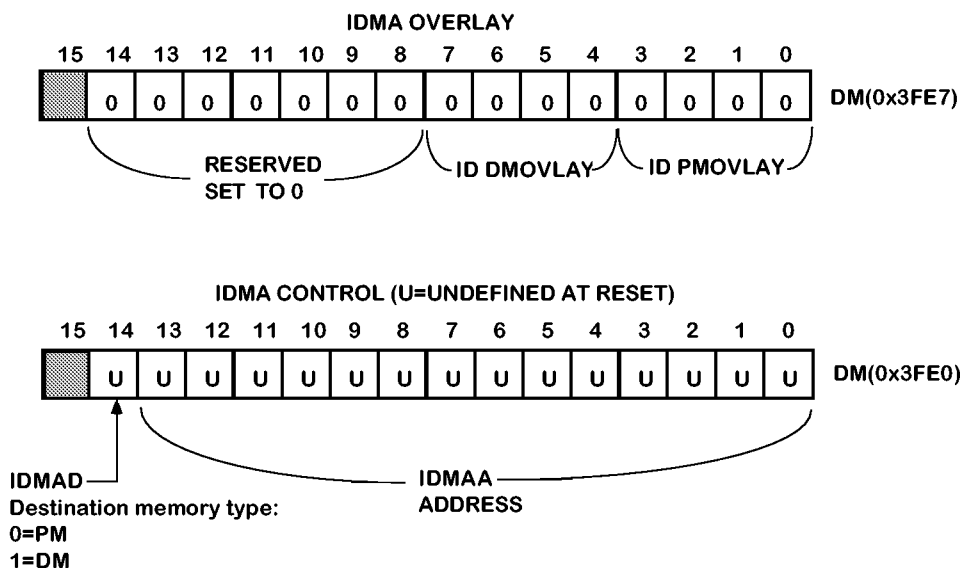 IDMA OVERLAY
15 14 13 12 11 10 9 8 7 6 5 4 3 2 1 0
0 0 0 0 0 0 0 0 0 0 0 0 0 0 0 DM(0x3FE7)
RESERVED
SET TO 0
ID DMOVLAY
ID PMOVLAY
IDMA CONTROL (U=UNDEFINED AT RESET)
15 14 13 12 11 10 9 8 7 6 5 4 3 2 1 0
U U U U U U U U U U U U U U U DM(0x3FE0)
IDMAD
Destination memory type:
0=PM
1=DM
IDMAA
ADDRESS